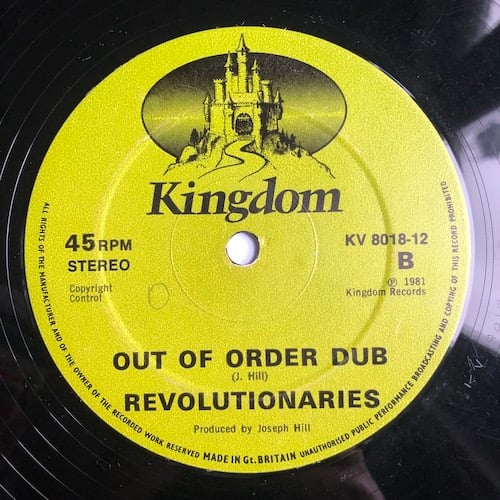 Kingdom
45 RPM
STEREO
KV 8018-12
B
Copyright
Control
℗ 1981
Kingdom Records
OUT OF ORDER DUB
(J. Hill)
REVOLUTIONARIES
Produced by Joseph Hill
ALL RIGHTS OF THE MANUFACTURER AND OF THE OWNER OF THE RECORDED WORK RESERVED MADE IN Gt. BRITAIN UNAUTHORISED PUBLIC PERFORMANCE BROADCASTING AND COPYING OF THIS RECORD PROHIBITED